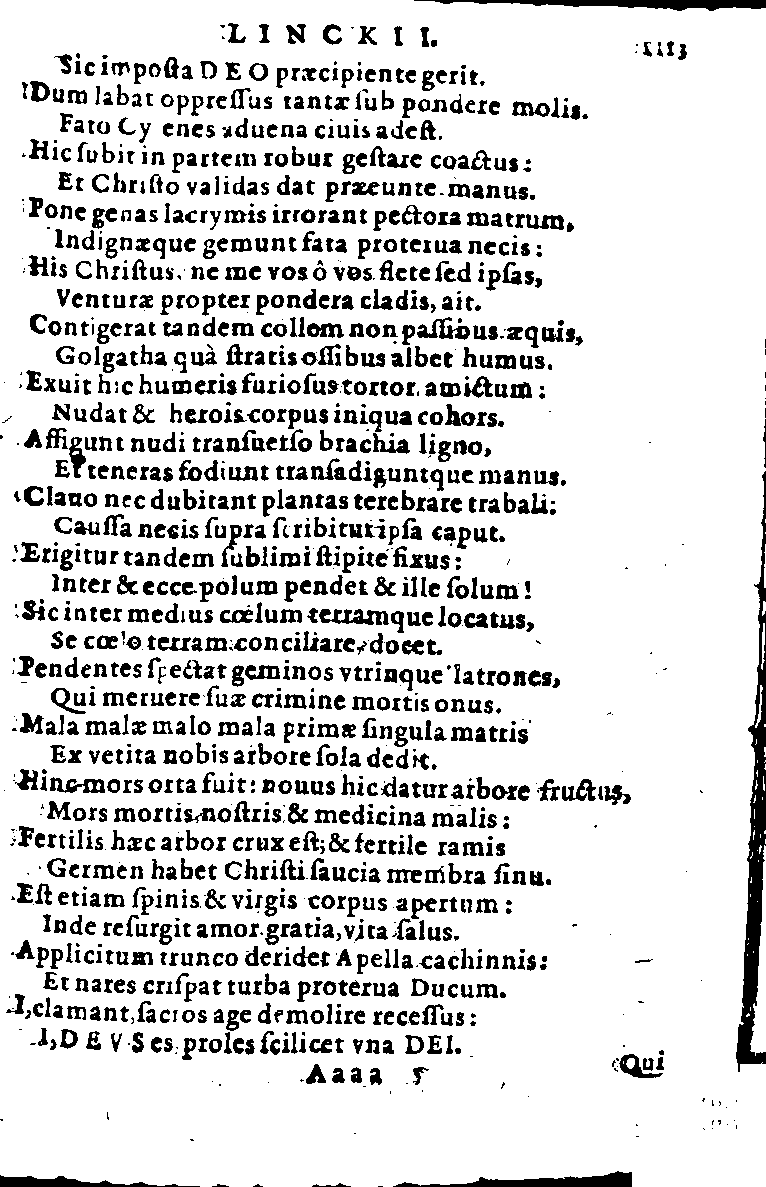 LINCKII. 1113
Sic imposta DEO præcipiente gerit.
Dum labat oppreſſus tantæ ſub pondere molis.
Fato Cy enes aduena ciuis adeſt.
Hic ſubit in partem robur geſtare coactus:
Et Chriſto validas dat præeunte manus.
Pone genas lacrymis irrorant pectora matrum,
Indignæque gemunt fata proterua necis:
His Chriſtus. ne me vos ô vos flete ſed ipſas,
Venturæ propter pondera cladis, ait.
Contigerat tandem collem non paſſibus æquis,
Golgatha quà ſtratis oſſibus albet humus.
Exuit hic humeris furioſus tortor amictum:
Nudat & herois corpus iniqua cohors.
Affigunt nudi tranſuerſo brachia ligno,
Et teneras fodiunt tranſadiguntque manus.
Clauo nec dubitant plantas terebrare trabali:
Cauſſa necis ſupra ſcribitur ipſa caput.
Erigitur tandem ſublimi ſtipite fixus:
Inter & ecce polum pendet & ille ſolum!
Sic inter medius cœlum terramque locatus,
Se cœlo terram conciliare, docet.
Pendentes ſpectat geminos vtrinque latrones,
Qui meruere ſuæ crimine mortis onus.
Mala malæ malo mala primæ ſingula matris
Ex vetita nobis arbore ſola dedit.
Hinc mors orta fuit: nouus hic datur arbore fructus,
Mors mortis, noſtris & medicina malis:
Fertilis hæc arbor crux eſt; & fertile ramis
Germen habet Chriſti ſaucia membra ſinu.
Eſt etiam ſpinis & virgis corpus apertum:
Inde reſurgit amor, gratia, vita ſalus.
Applicitum trunco deridet Apella cachinnis:
Et nares criſpat turba proterua Ducum.
I, clamant, ſacros age demolire receſſus:
I, DEVS es, proles ſcilicet vna DEI.
Aaaa 5 Qui